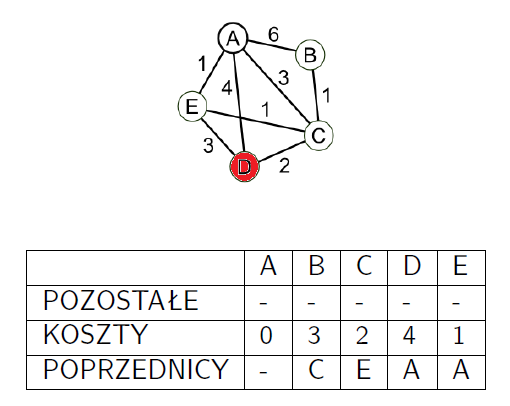 A 6 B
1 4 3 1
E 1 C
3 D 2
A B C D E
POZOSTAŁE - - - - -
KOSZTY 0 3 2 4 1
POPRZEDNICY - C E A A